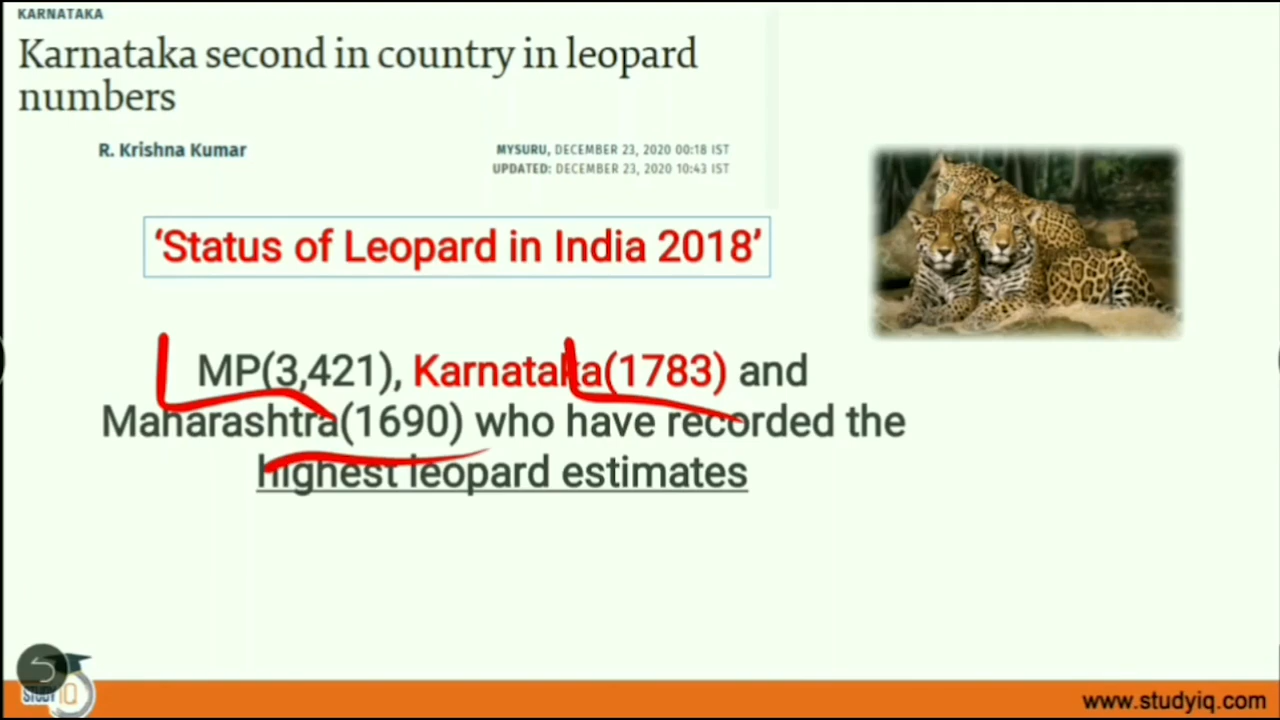 KARNATAKA
Karnataka second in country in leopard
numbers
R. Krishna Kumar
MYSURU, DECEMBER 23, 2020 00:18 IST
UPDATED: DECEMBER 23, 2020 10:43 IST
‘Status of Leopard in India 2018’
MP(3,421), Karnataka(1783) and
Maharashtra(1690) who have recorded the
highest leopard estimates
STUDY IQ
www.studyiq.com